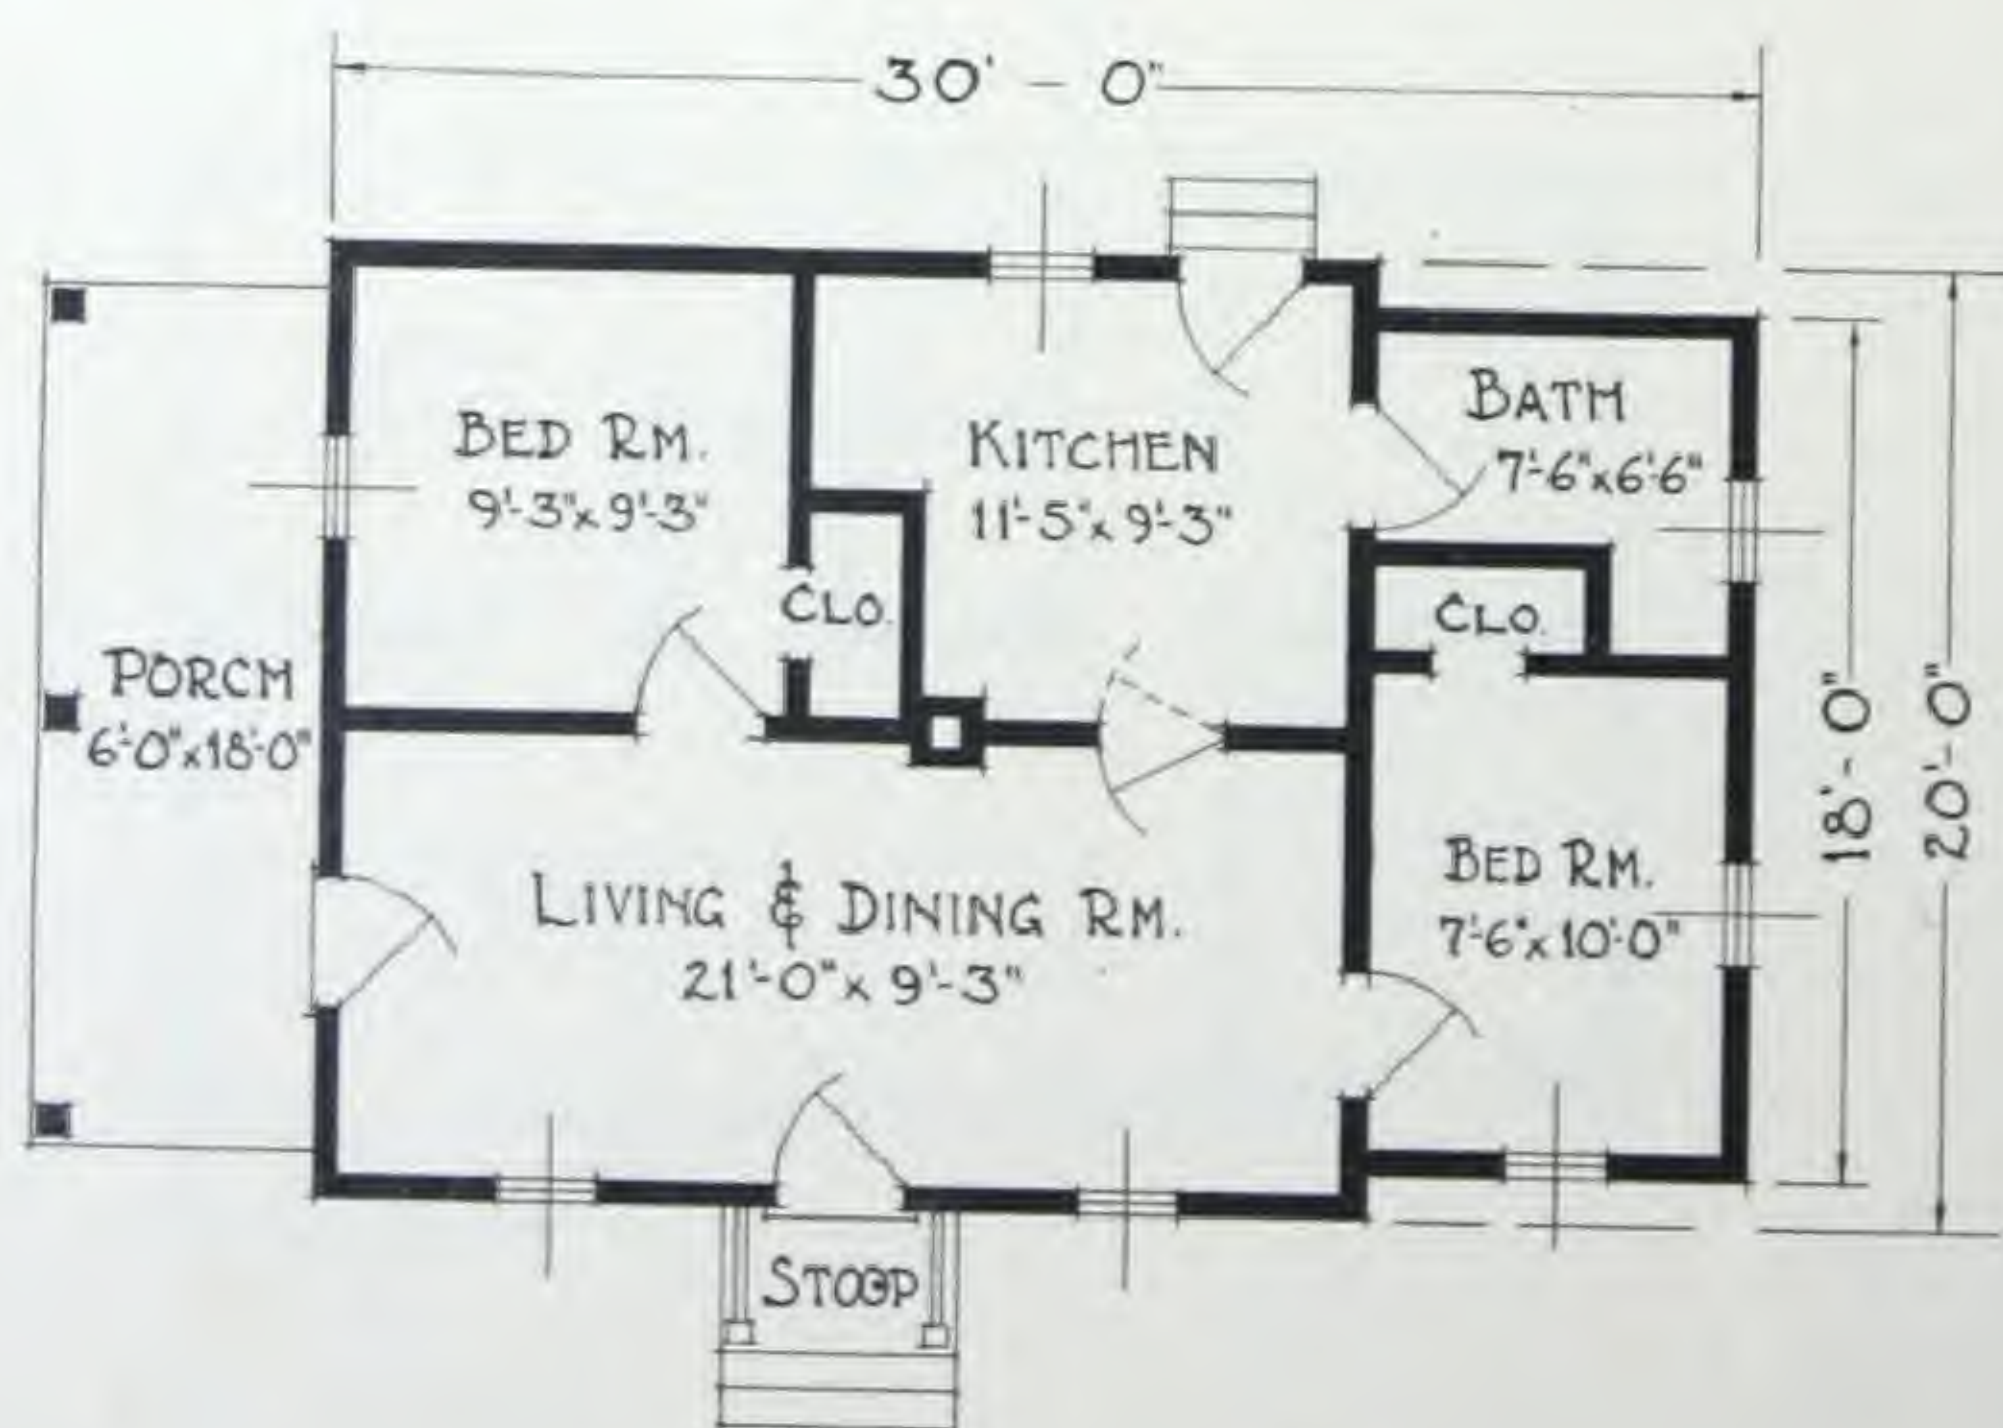 30' - 0"
BED RM.
9'-3"x 9'-3"
KITCHEN
11'-5"x 9'-3"
BATH
7'-6"x6'-6"
CLO.
CLO.
PORCH
6'-0"x18'-0"
LIVING & DINING RM.
21'-0"x 9'-3"
BED RM.
7'-6"x 10'-0"
18'-0"
20'-0"
STOOP